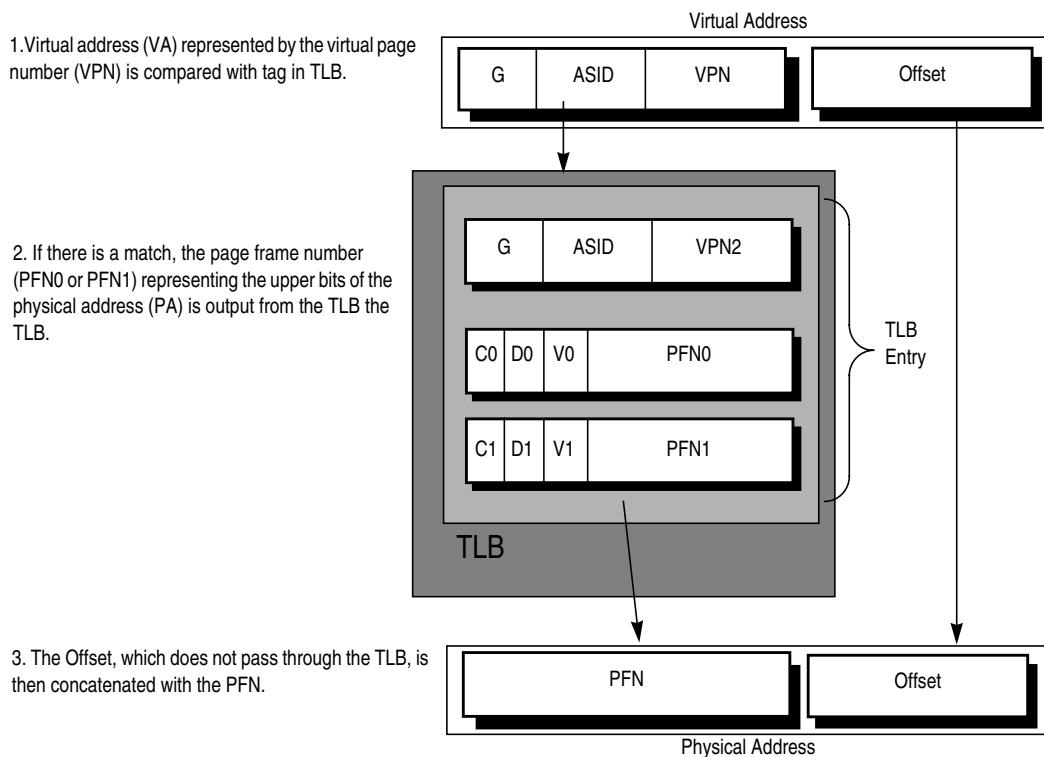 Virtual Address
1.Virtual address (VA) represented by the virtual page
number (VPN) is compared with tag in TLB.
G ASID VPN Offset
2. If there is a match, the page frame number
(PFN0 or PFN1) representing the upper bits of the
physical address (PA) is output from the TLB the
TLB.
G ASID VPN2
C0 D0 V0 PFN0
C1 D1 V1 PFN1
TLB
Entry
TLB
3. The Offset, which does not pass through the TLB, is
then concatenated with the PFN.
PFN Offset
Physical Address